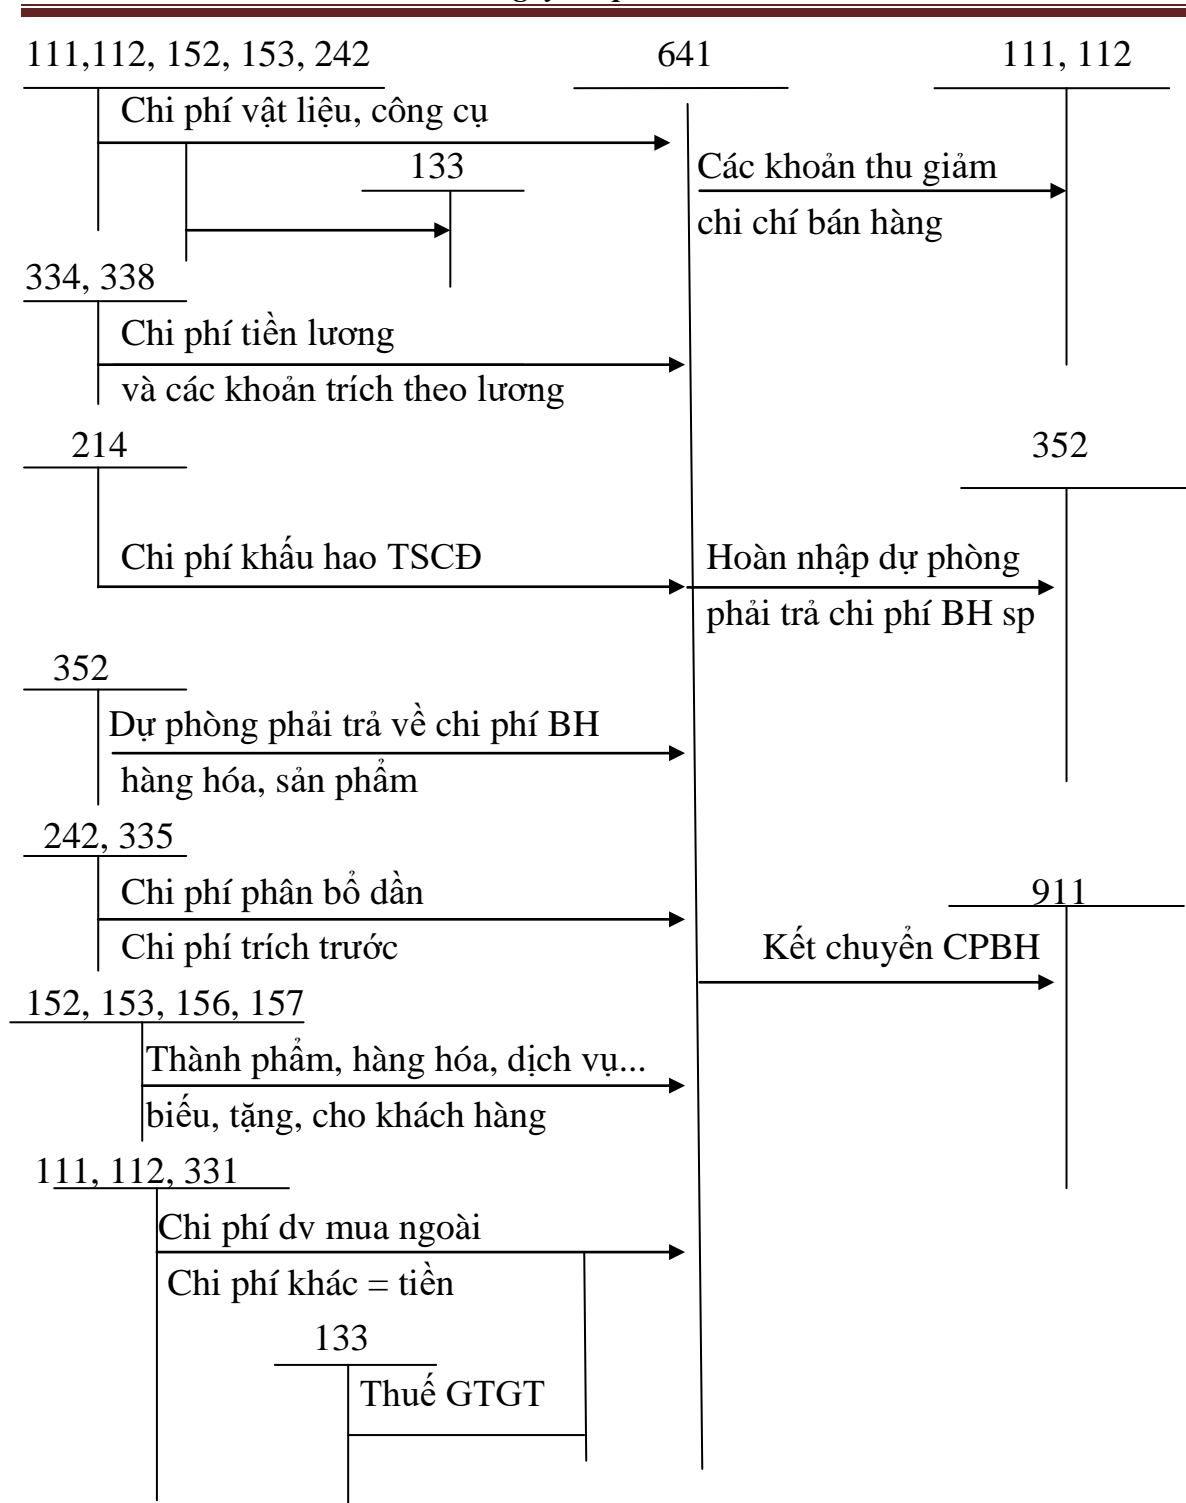 111,112, 152, 153, 242
641
111, 112
Chi phí vật liệu, công cụ
133
Các khoản thu giảm
chi chí bán hàng
334, 338
Chi phí tiền lương
và các khoản trích theo lương
214
352
Chi phí khấu hao TSCĐ
Hoàn nhập dự phòng
phải trả chi phí BH sp
352
Dự phòng phải trả về chi phí BH
hàng hóa, sản phẩm
242, 335
Chi phí phân bổ dần
911
Chi phí trích trước
Kết chuyển CPBH
152, 153, 156, 157
Thành phẩm, hàng hóa, dịch vụ...
biếu, tặng, cho khách hàng
111, 112, 331
Chi phí dv mua ngoài
Chi phí khác = tiền
133
Thuế GTGT